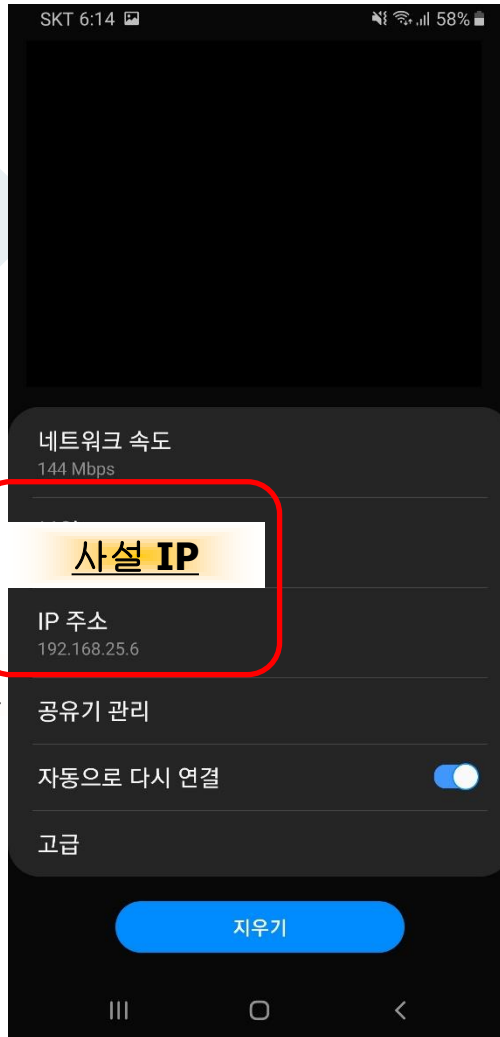 SKT 6:14
58%
네트워크 속도
144 Mbps
사설 IP
IP 주소
192.168.25.6
공유기 관리
자동으로 다시 연결
고급
지우기